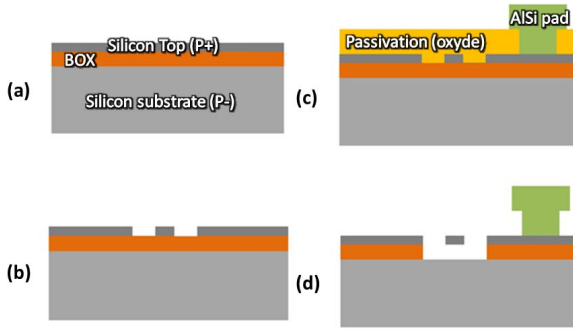 Silicon Top (P+)
BOX
Silicon substrate (P-)
(a)
(b)
AlSi pad
Passivation (oxyde)
(c)
(d)